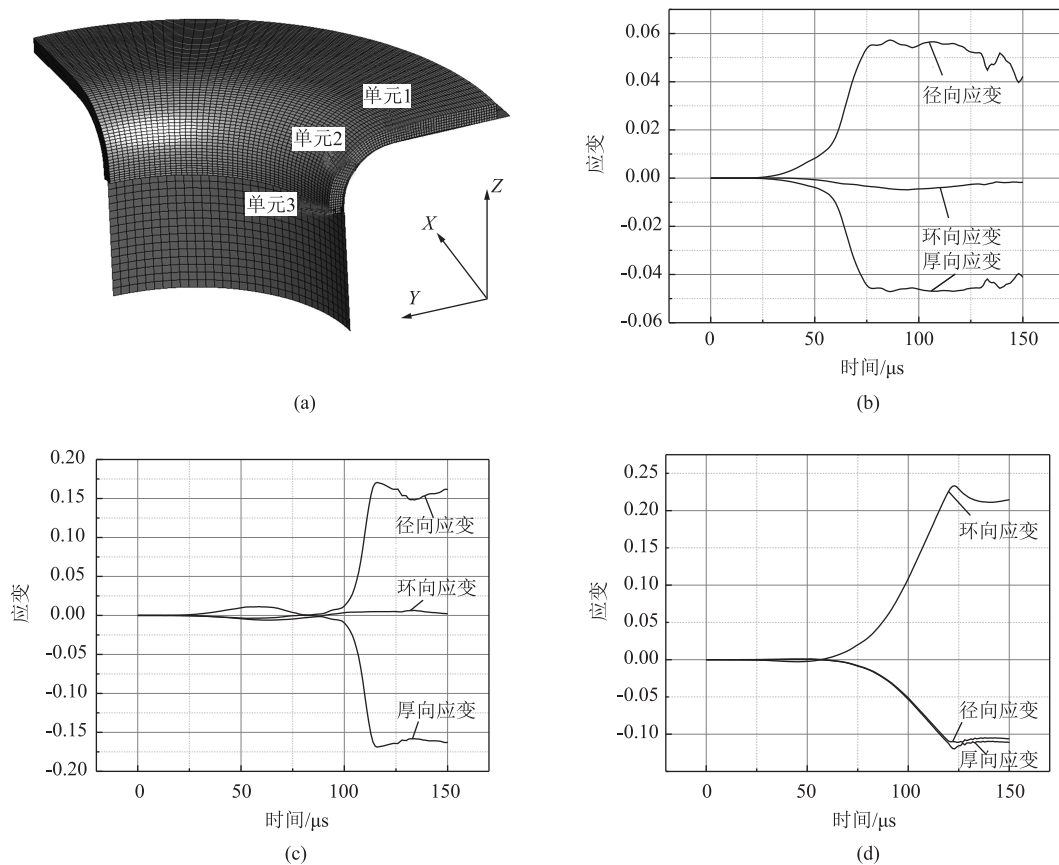 单元1
单元2
单元3
Z
X
Y
(a)
0.06
0.04
0.02
0.00
-0.02
-0.04
-0.06
应变
径向应变
环向应变
厚向应变
0
50
100
150
时间/μs
(b)
0.20
0.15
0.10
0.05
0.00
-0.05
-0.10
-0.15
-0.20
应变
径向应变
环向应变
厚向应变
0
50
100
150
时间/μs
(c)
0.25
0.20
0.15
0.10
0.05
0.00
-0.05
-0.10
应变
环向应变
径向应变
厚向应变
0
50
100
150
时间/μs
(d)